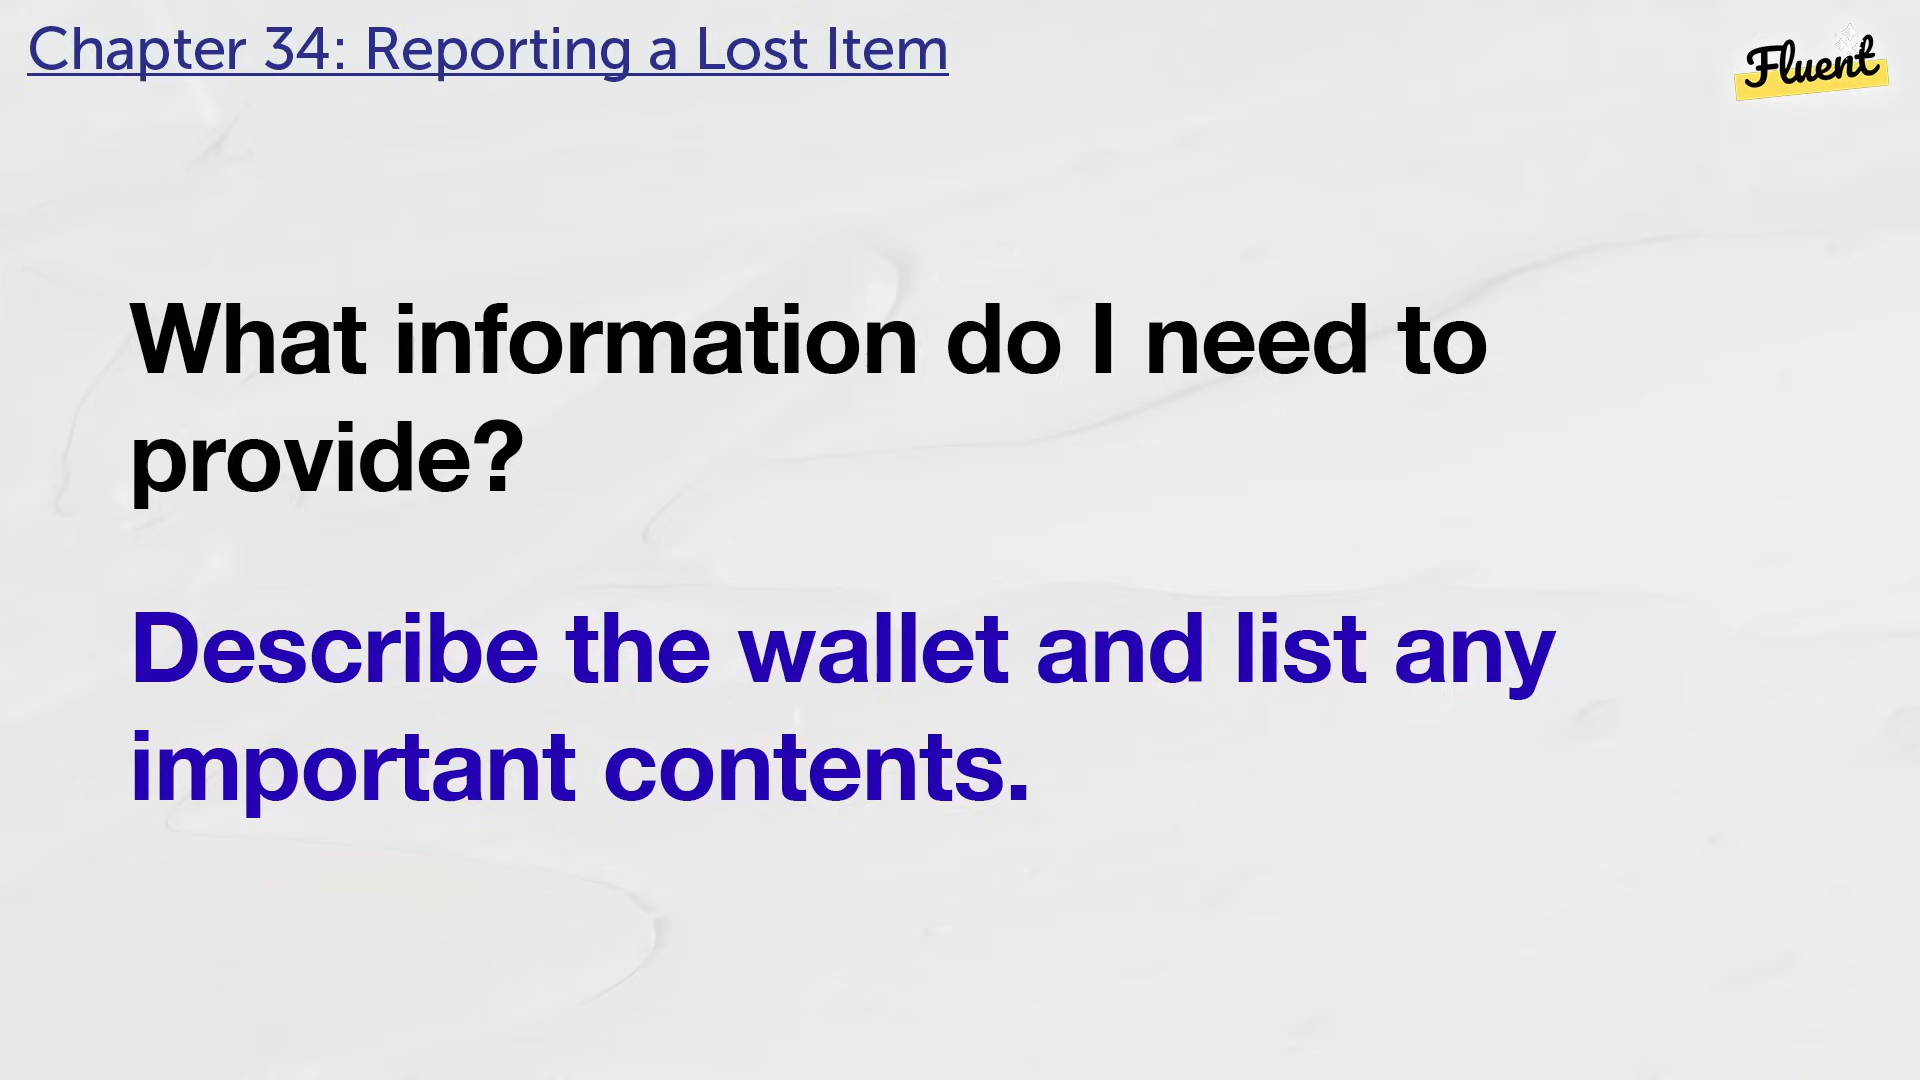 Chapter 34: Reporting a Lost Item
Fluent
What information do I need to
provide?
Describe the wallet and list any
important contents.